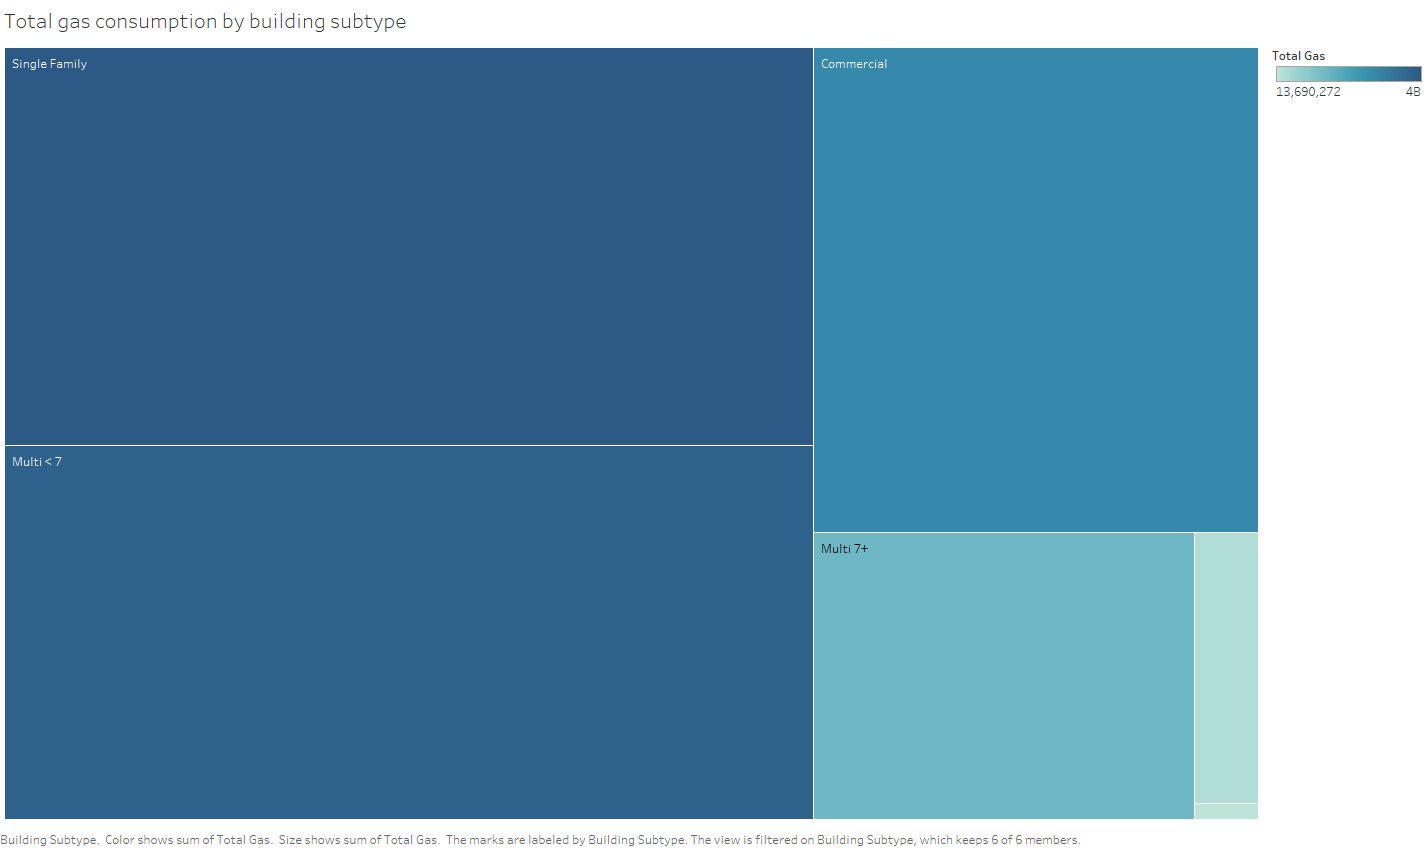 Total gas consumption by building subtype
Single Family
Commercial
Total Gas
13,690,272 4B
Multi < 7
Multi 7+
Building Subtype.  Color shows sum of Total Gas.  Size shows sum of Total Gas.  The marks are labeled by Building Subtype. The view is filtered on Building Subtype, which keeps 6 of 6 members.